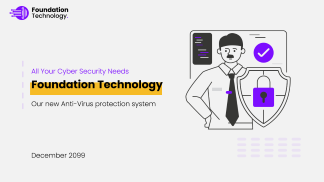 Foundation
Technology.
All Your Cyber Security Needs
Foundation Technology
Our new Anti-Virus protection system
December 2099